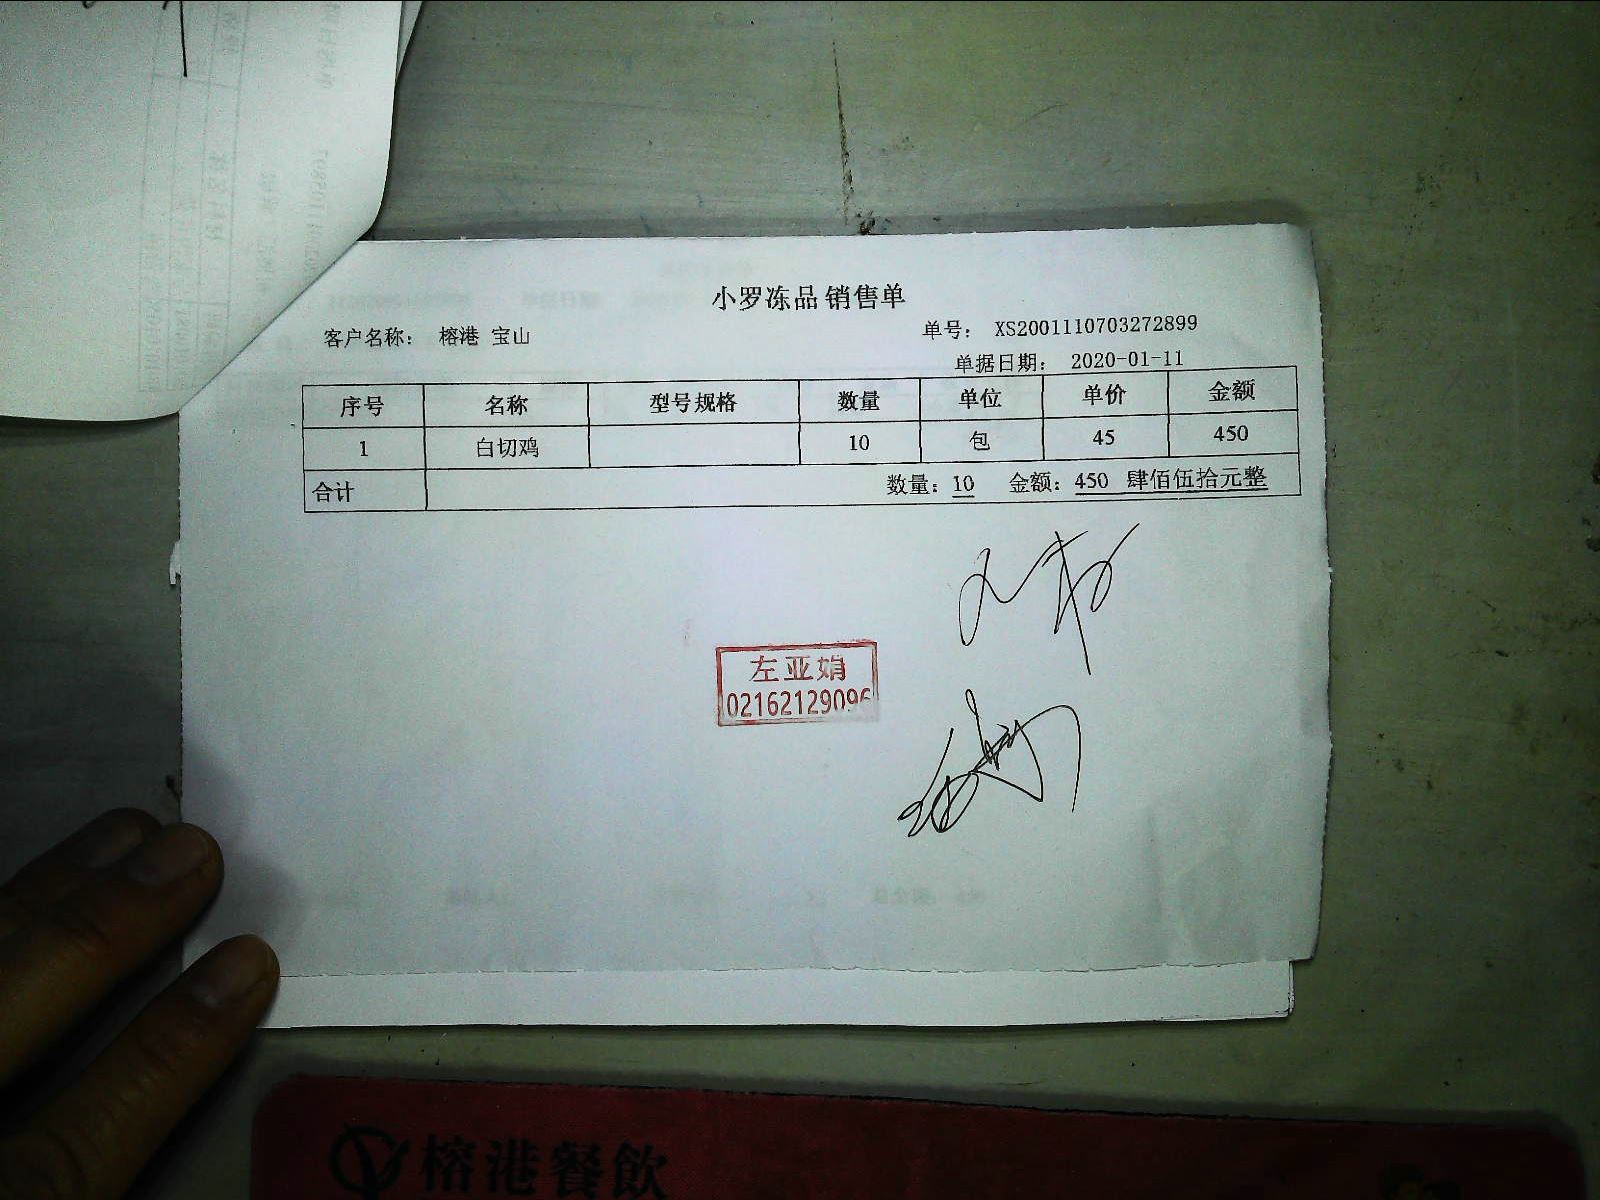 小罗冻品 销售单
客户名称： 榕港 宝山 单号： XS2001110703272899
单据日期： 2020-01-11
序号 名称 型号规格 数量 单位 单价 金额
1 白切鸡 10 包 45 450
合计 数量：10 金额：450 肆佰伍拾元整
左亚娟
02162129096
榕港餐飲